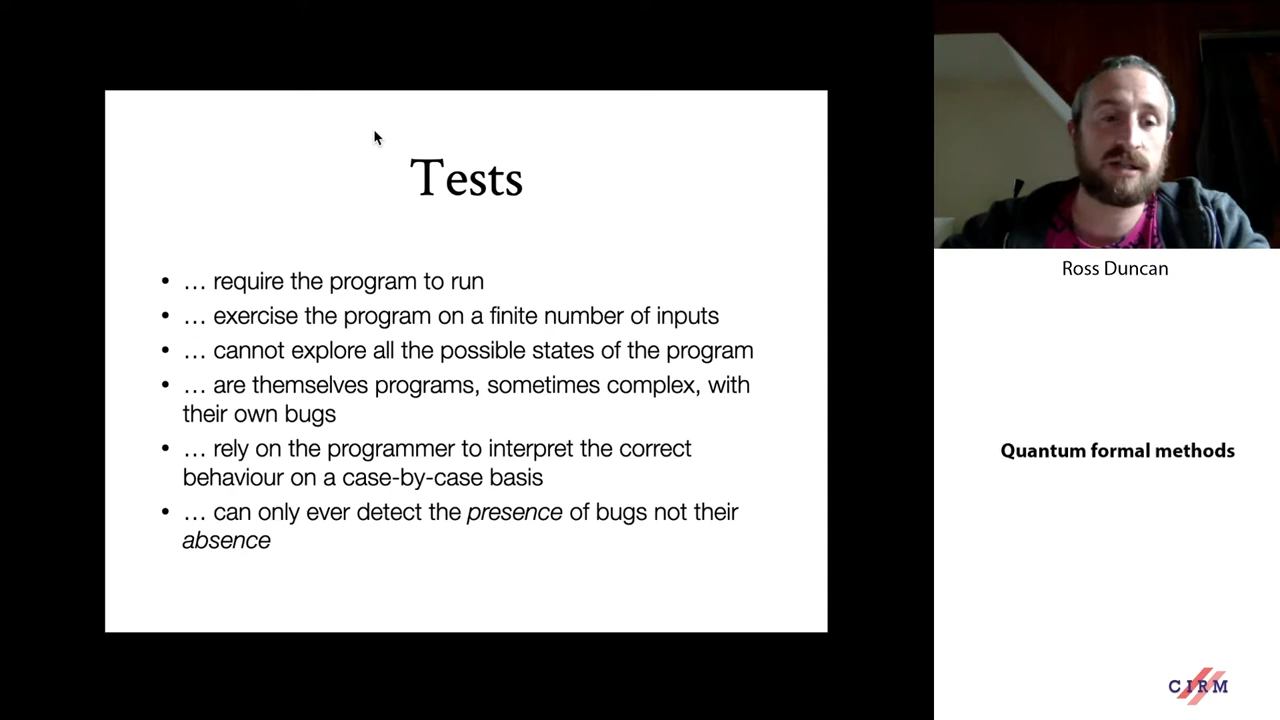 Tests
• … require the program to run
• … exercise the program on a finite number of inputs
• … cannot explore all the possible states of the program
• … are themselves programs, sometimes complex, with
their own bugs
• … rely on the programmer to interpret the correct
behaviour on a case-by-case basis
• … can only ever detect the presence of bugs not their
absence
Ross Duncan
Quantum formal methods
CIRM